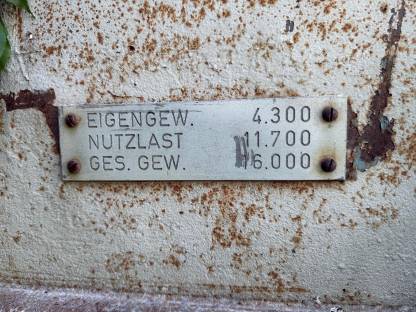 EIGENGEW. 4.300
NUTZLAST 11.700
GES. GEW. 16.000